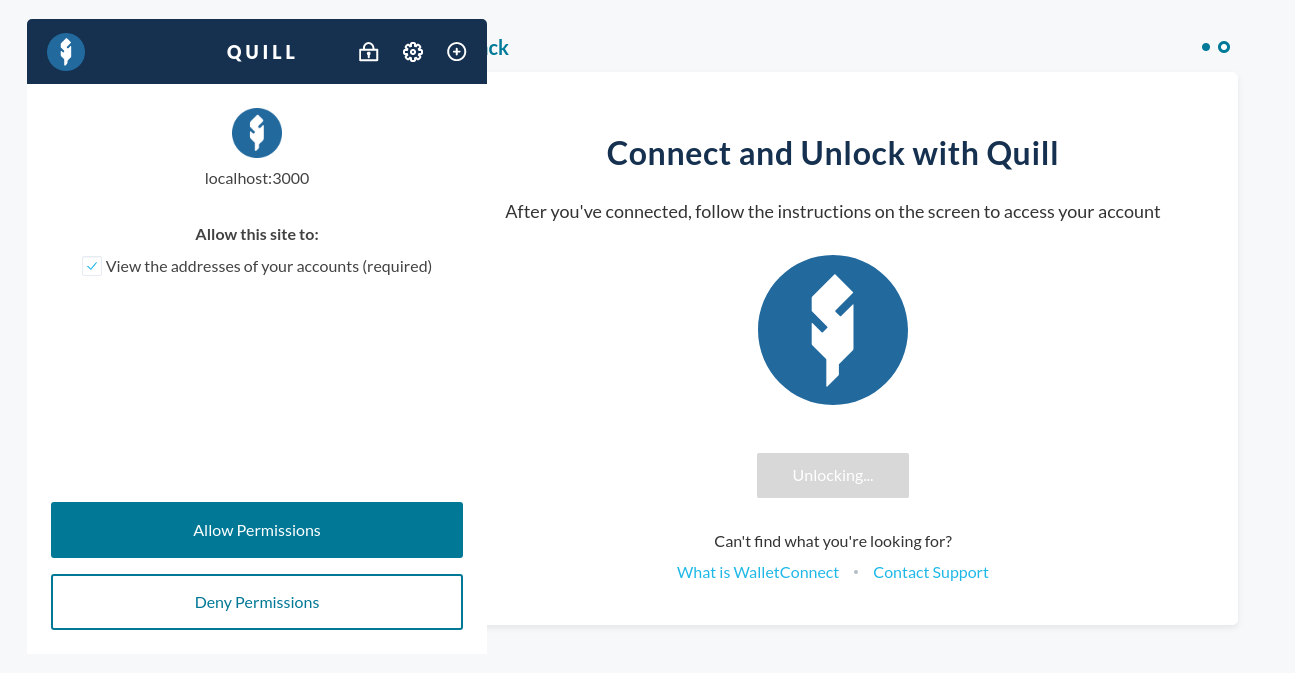 QUILL
localhost:3000
Allow this site to:
View the addresses of your accounts (required)
Allow Permissions
Deny Permissions
Connect and Unlock with Quill
After you've connected, follow the instructions on the screen to access your account
Unlocking...
Can't find what you're looking for?
What is WalletConnect • Contact Support